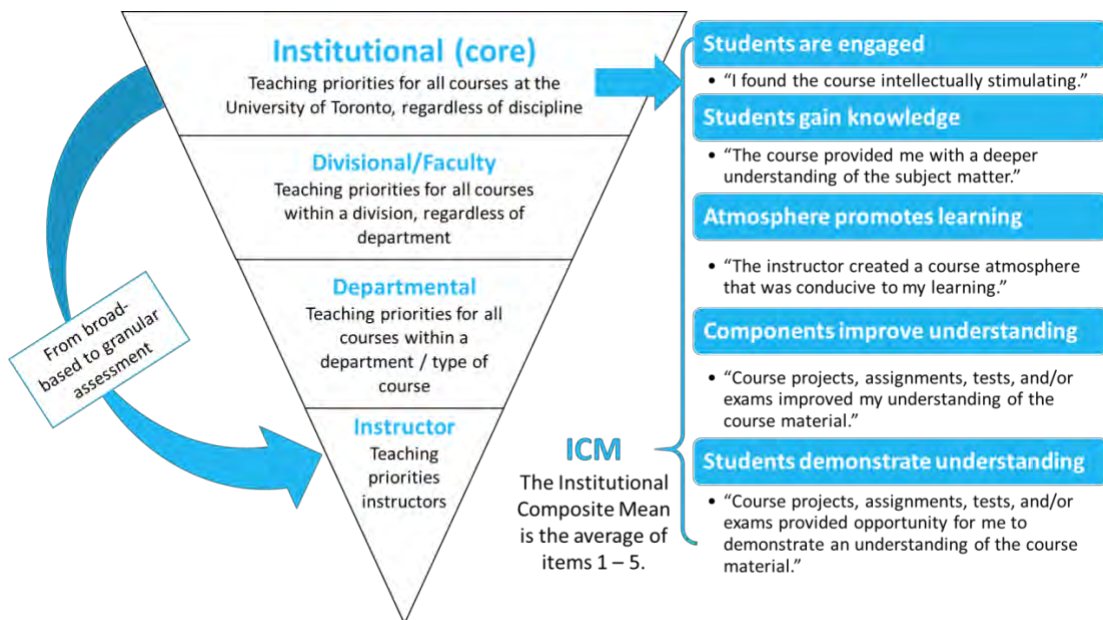 Institutional (core)
Teaching priorities for all courses at the
University of Toronto, regardless of discipline
Divisional/Faculty
Teaching priorities for all courses
within a division, regardless of
department
Departmental
Teaching priorities for all
courses within a
department / type of
course
Instructor
Teaching
priorities
instructors
From broad-
based to granular
assessment
ICM
The Institutional
Composite Mean
is the average of
items 1 – 5.
Students are engaged
• “I found the course intellectually stimulating.”
Students gain knowledge
• “The course provided me with a deeper
understanding of the subject matter.”
Atmosphere promotes learning
• “The instructor created a course atmosphere
that was conducive to my learning.”
Components improve understanding
• “Course projects, assignments, tests, and/or
exams improved my understanding of the
course material.”
Students demonstrate understanding
• “Course projects, assignments, tests, and/or
exams provided opportunity for me to
demonstrate an understanding of the course
material.”